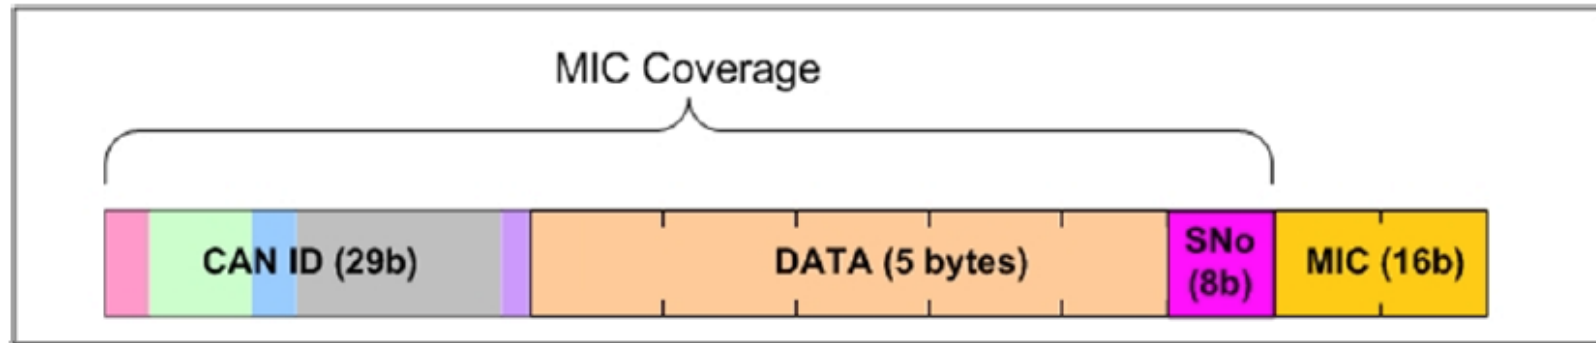 MIC Coverage
CAN ID (29b)
DATA (5 bytes)
SNo
(8b)
MIC (16b)